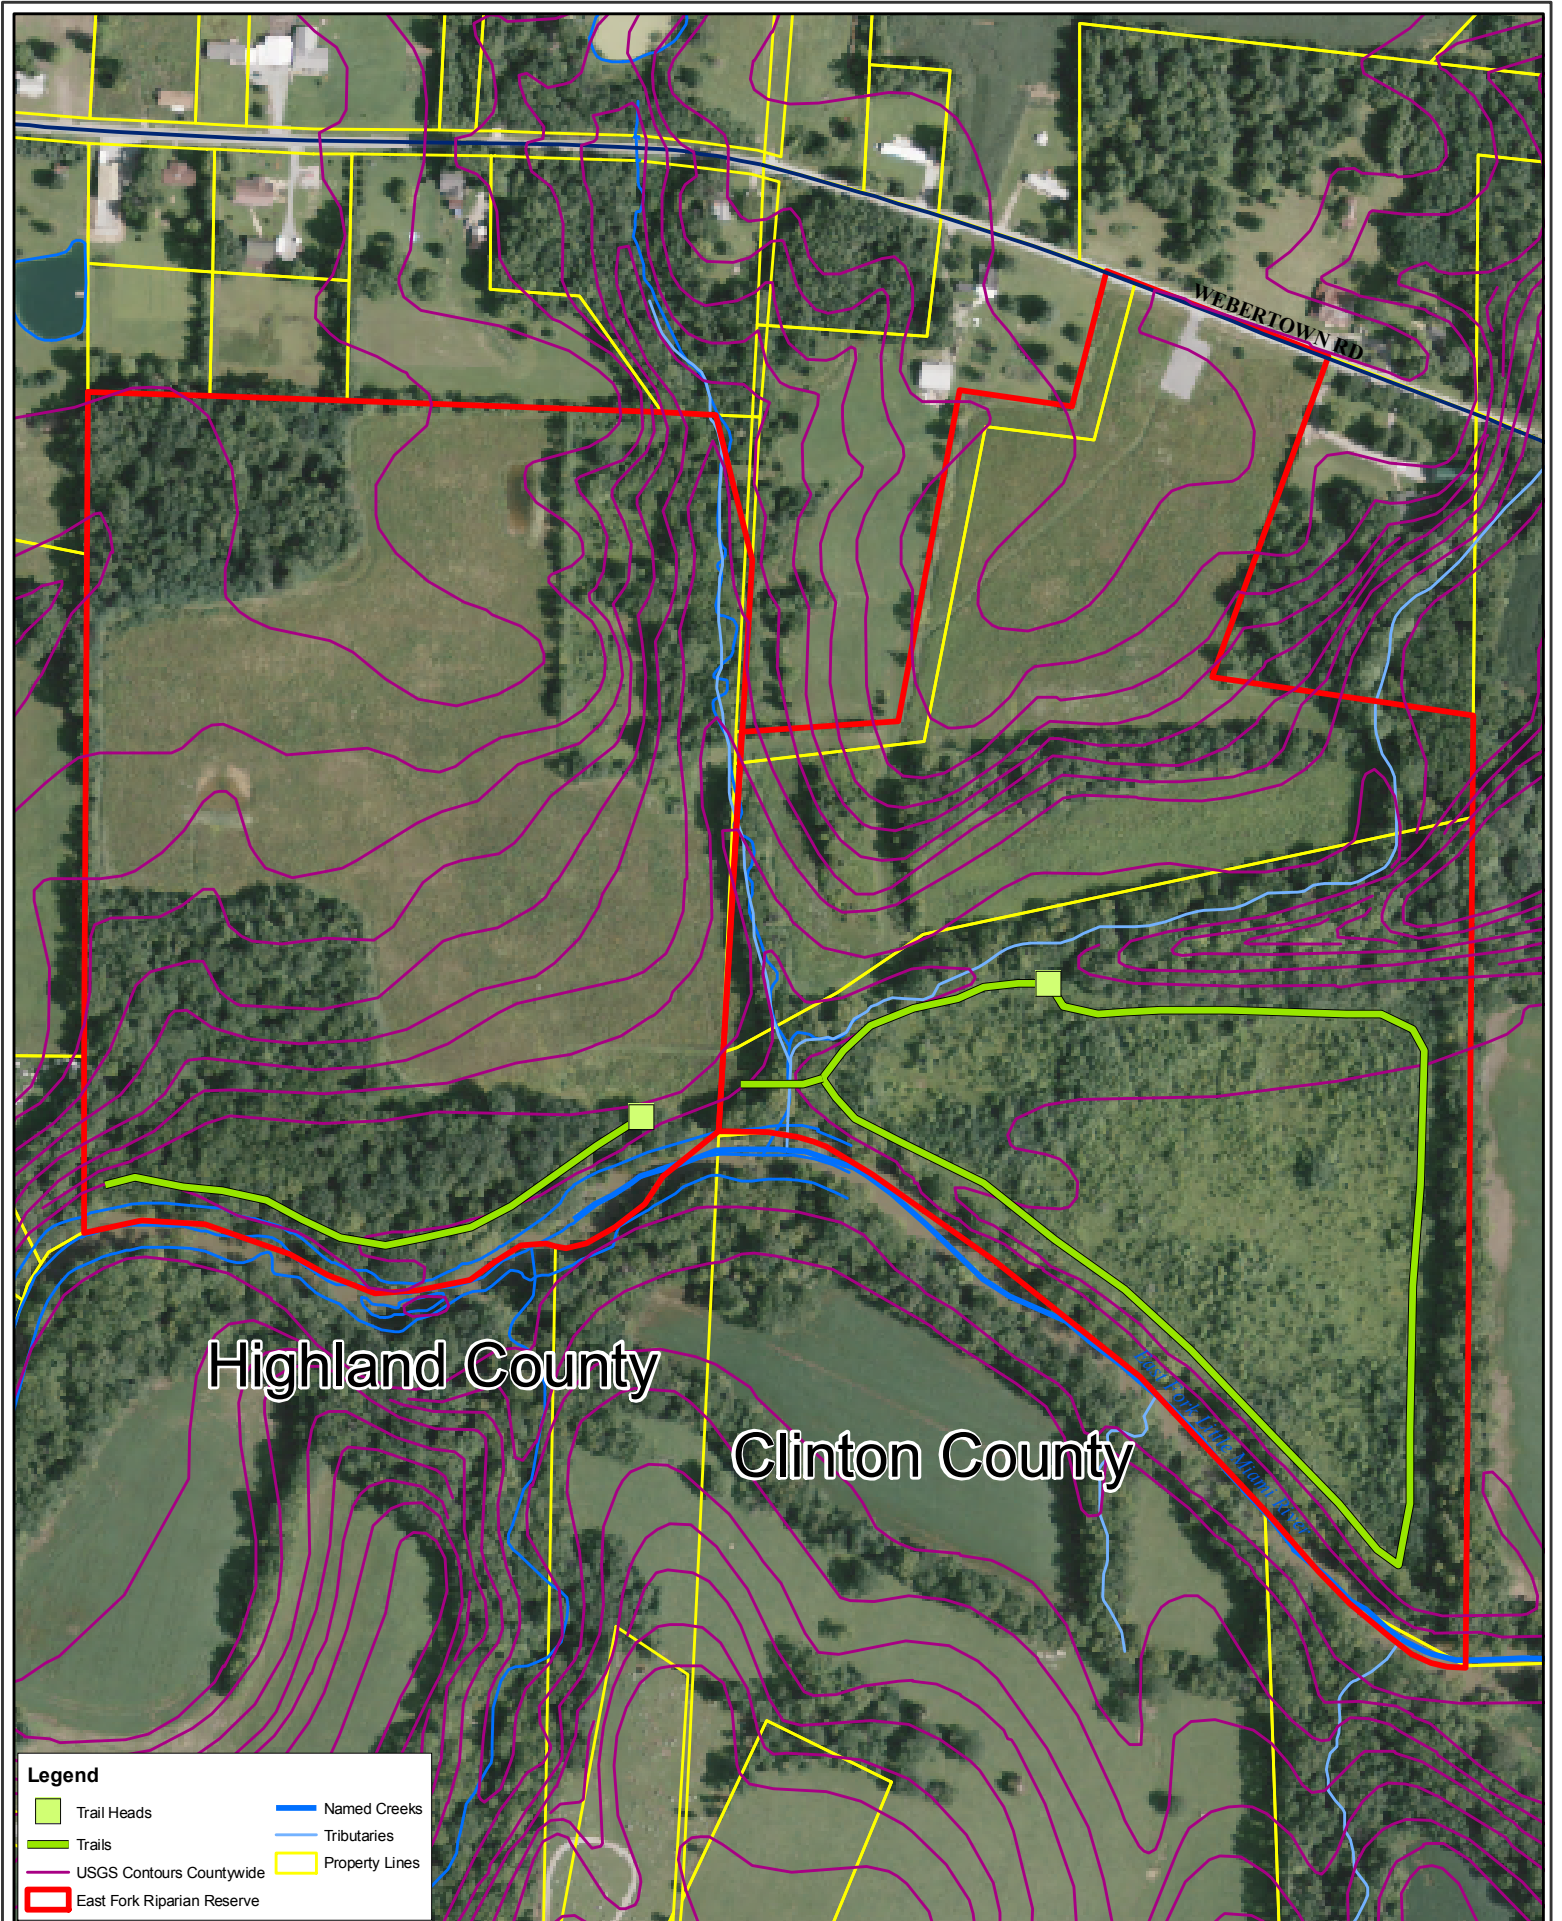 WEBERTOWN RD
Highland County
Clinton County
East Fork Little Miami River
Legend
Trail Heads
Trails
USGS Contours Countywide
East Fork Riparian Reserve
Named Creeks
Tributaries
Property Lines